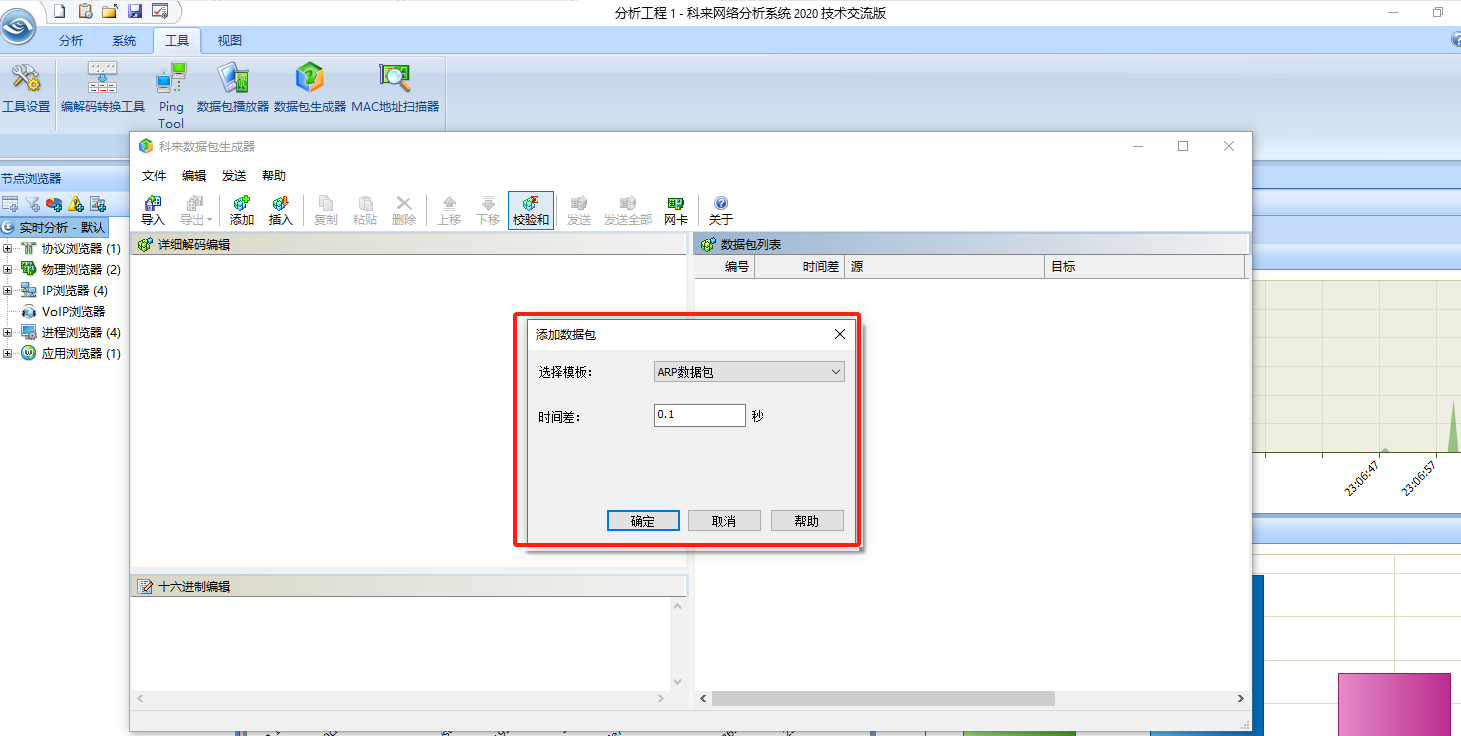 分析工程 1 - 科来网络分析系统 2020 技术交流版
分析 系统 工具 视图
工具设置 编解码转换工具 Ping Tool 数据包播放器 数据包生成器 MAC地址扫描器
科来数据包生成器
文件 编辑 发送 帮助
导入 导出 添加 插入 复制 粘贴 删除 上移 下移 校验和 发送 发送全部 网卡 关于
节点浏览器
实时分析 - 默认
协议浏览器 (1)
物理浏览器 (2)
IP浏览器 (4)
VoIP浏览器
进程浏览器 (4)
应用浏览器 (1)
详细解码编辑
数据包列表
编号 时间差 源 目标
添加数据包
选择模板: ARP数据包
时间差: 0.1 秒
确定 取消 帮助
十六进制编辑
23:06:47
23:06:57